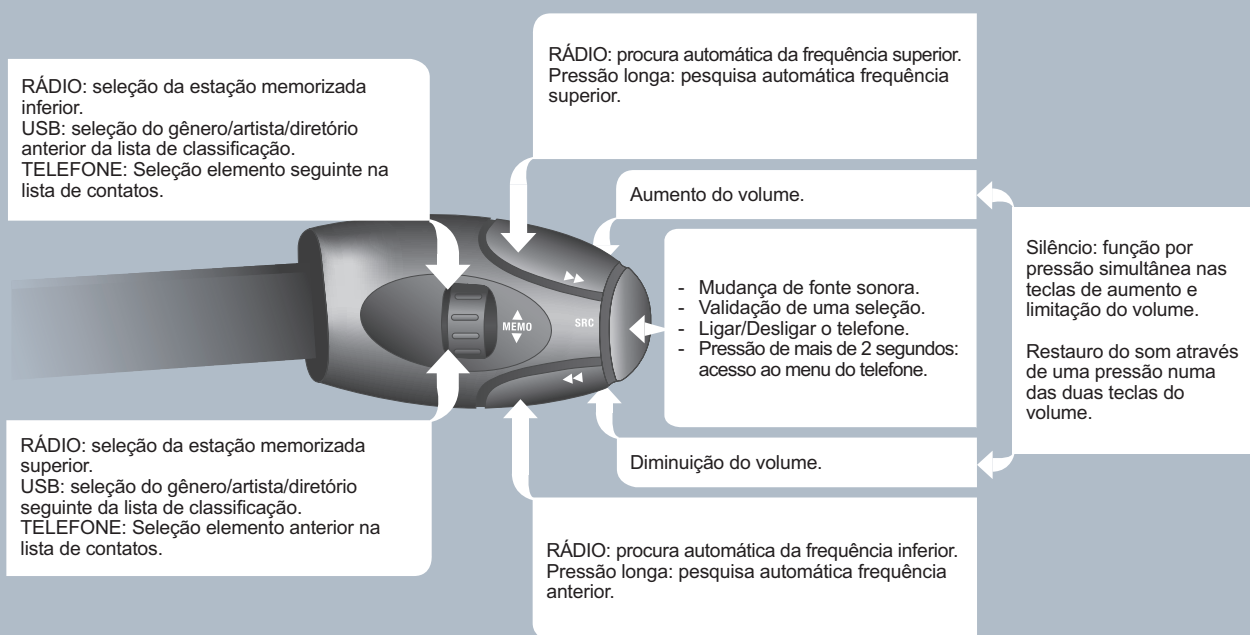 RÁDIO: seleção da estação memorizada
inferior.
USB: seleção do gênero/artista/diretório
anterior da lista de classificação.
TELEFONE: Seleção elemento seguinte na
lista de contatos.
RÁDIO: procura automática da frequência superior.
Pressão longa: pesquisa automática frequência
superior.
Aumento do volume.
- Mudança de fonte sonora.
- Validação de uma seleção.
- Ligar/Desligar o telefone.
- Pressão de mais de 2 segundos:
acesso ao menu do telefone.
Silêncio: função por
pressão simultânea nas
teclas de aumento e
limitação do volume.
Restauro do som através
de uma pressão numa
das duas teclas do
volume.
MEMO
SRC
RÁDIO: seleção da estação memorizada
superior.
USB: seleção do gênero/artista/diretório
seguinte da lista de classificação.
TELEFONE: Seleção elemento anterior na
lista de contatos.
Diminuição do volume.
RÁDIO: procura automática da frequência inferior.
Pressão longa: pesquisa automática frequência
anterior.